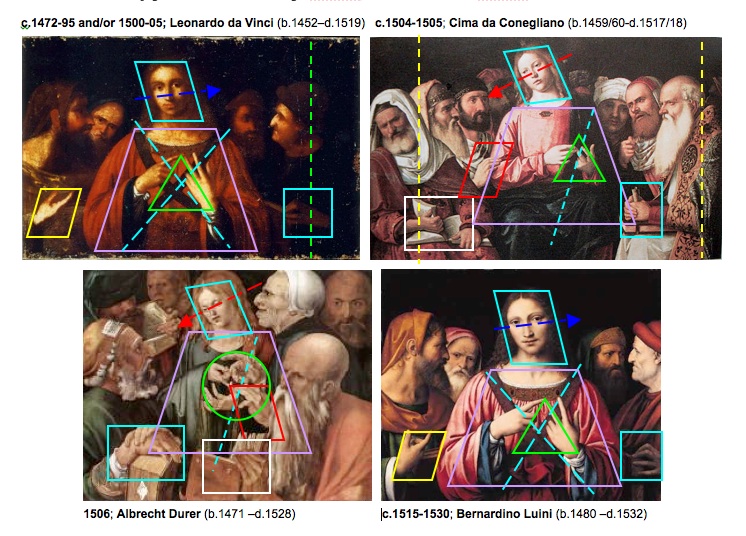 c.1472-95 and/or 1500-05; Leonardo da Vinci (b.1452–d.1519)
c.1504-1505; Cima da Conegliano (b.1459/60-d.1517/18)
1506; Albrecht Durer (b.1471 –d.1528)
c.1515-1530; Bernardino Luini (b.1480 –d.1532)